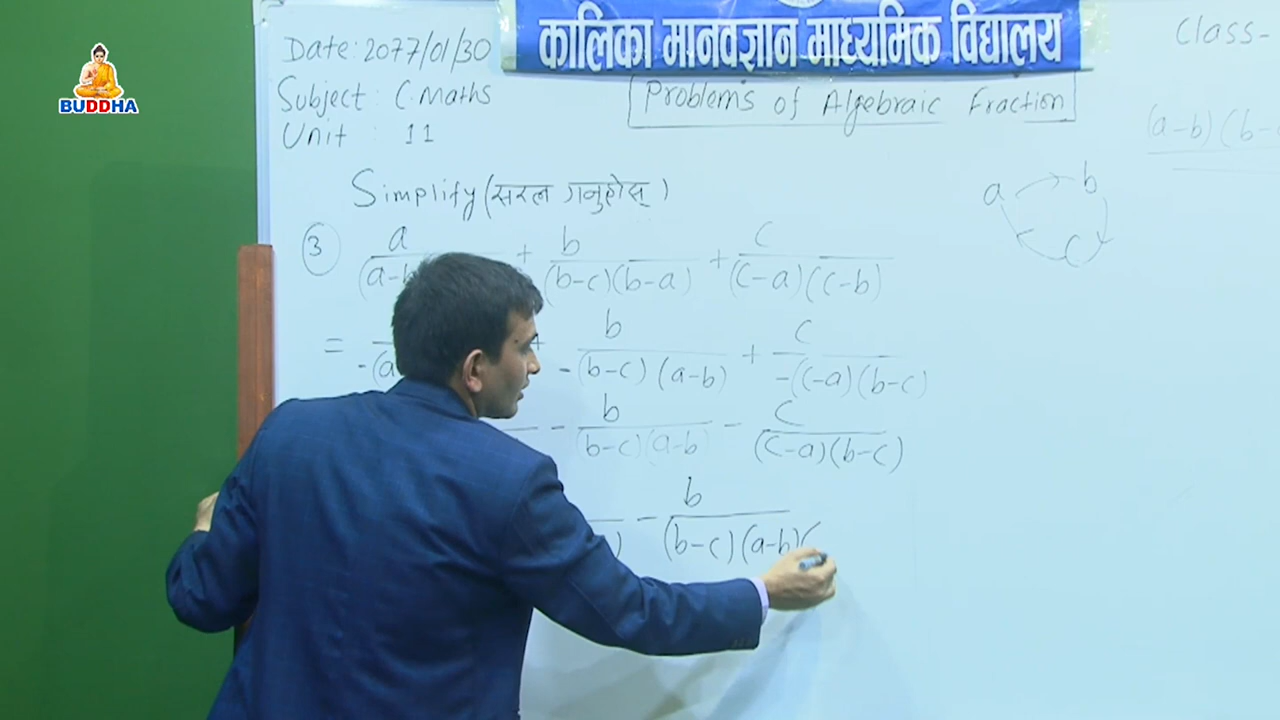 BUDDHA
कालिका मानवज्ञान माध्यमिक विद्यालय
Date: 2077/01/30
Subject : C. Maths
Unit : 11
Problems of Algebraic Fraction
Class-
(a-b)(b-
a b c
Simplify (सरल गर्नुहोस् )
3 a/(a-b + b/(b-c)(b-a) + c/(c-a)(c-b)
= -(a + b/-(b-c)(a-b) + c/-(c-a)(b-c)
- b/(b-c)(a-b) - c/(c-a)(b-c)
) - b/(b-c)(a-b)(